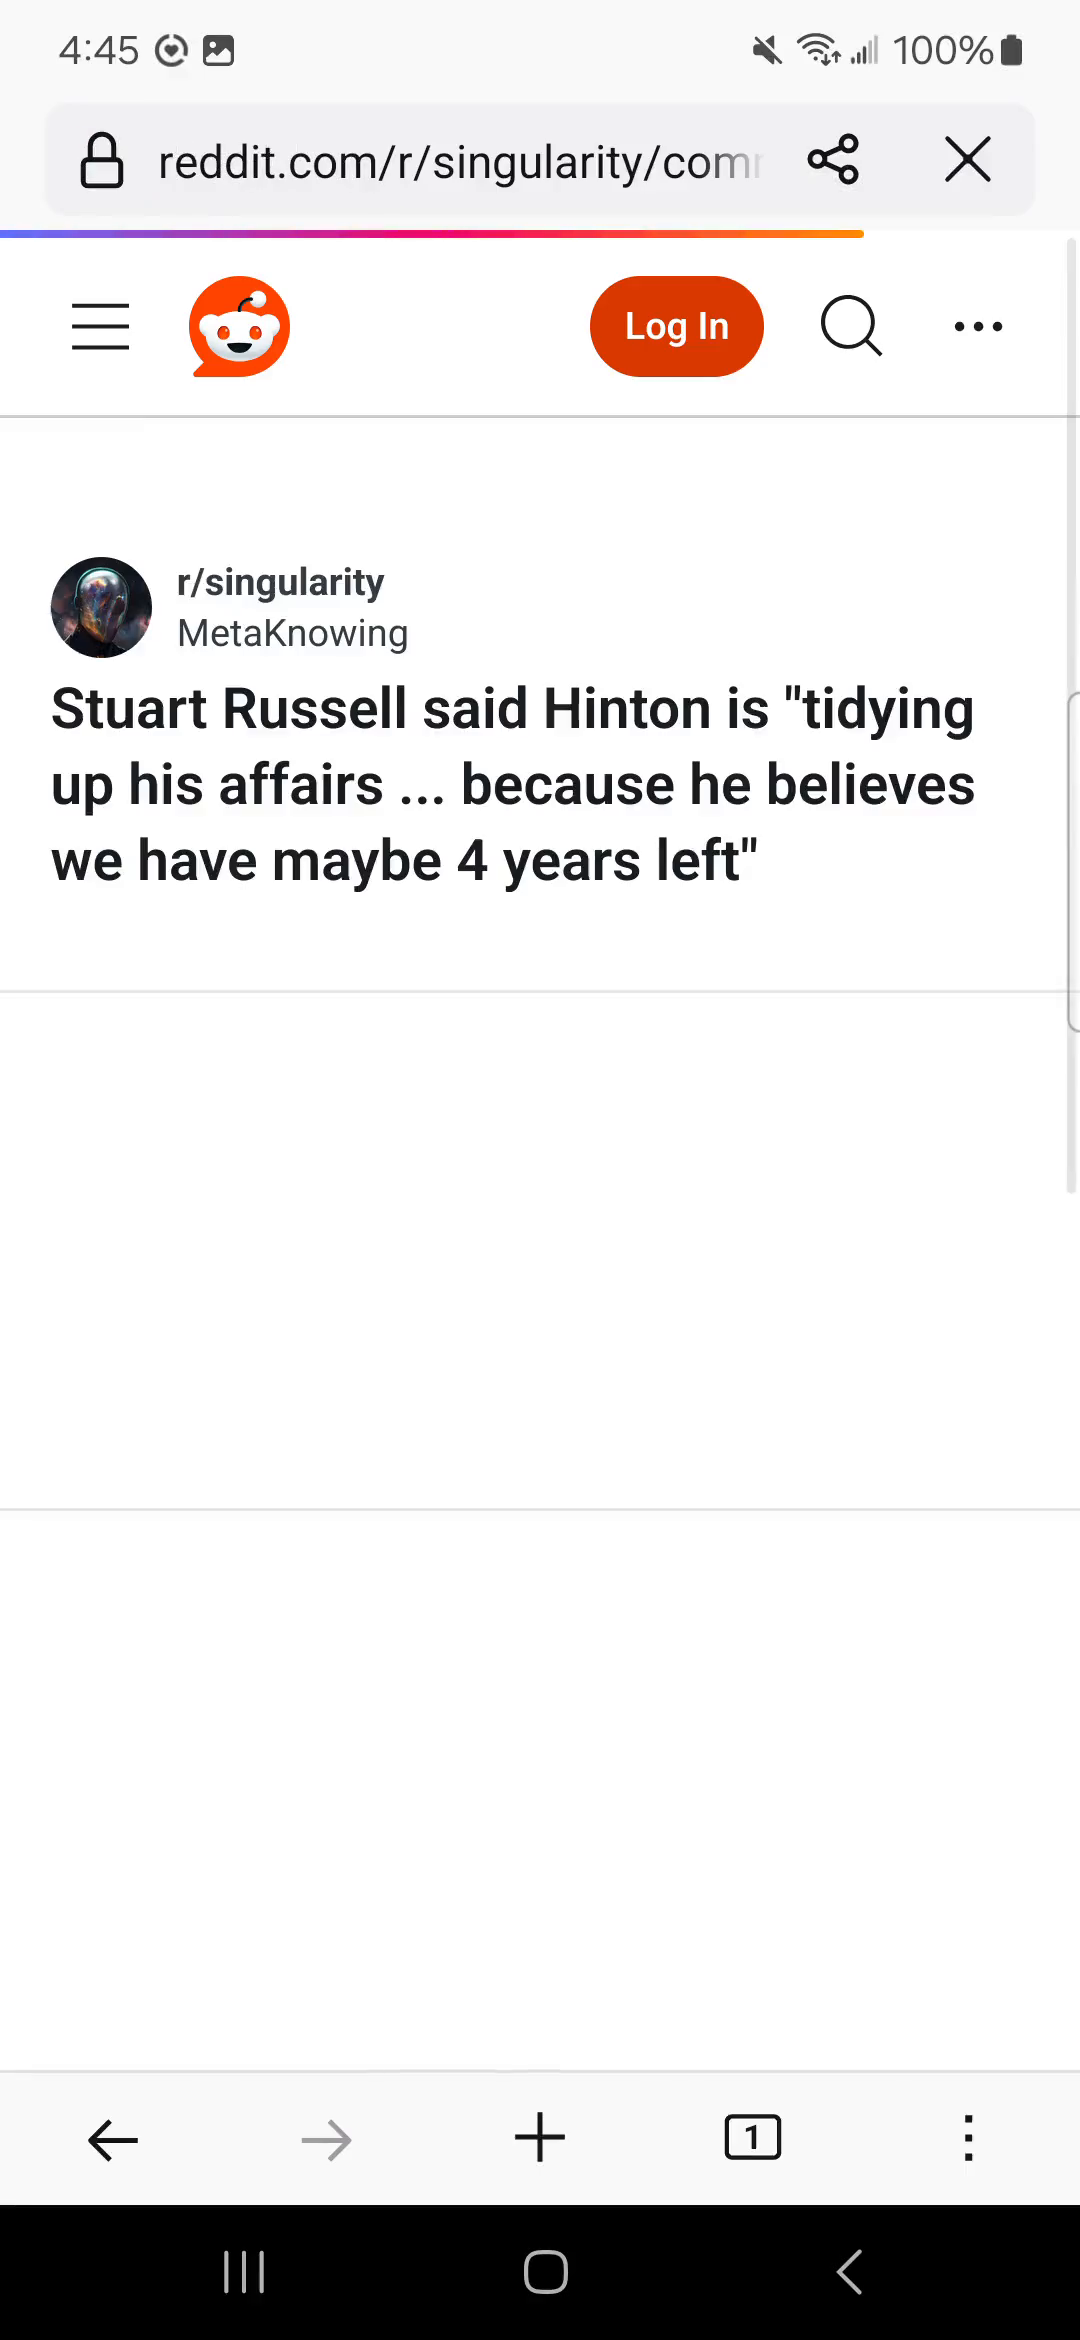 4:45
100%
reddit.com/r/singularity/com
Log In
r/singularity
MetaKnowing
Stuart Russell said Hinton is "tidying
up his affairs ... because he believes
we have maybe 4 years left"
1